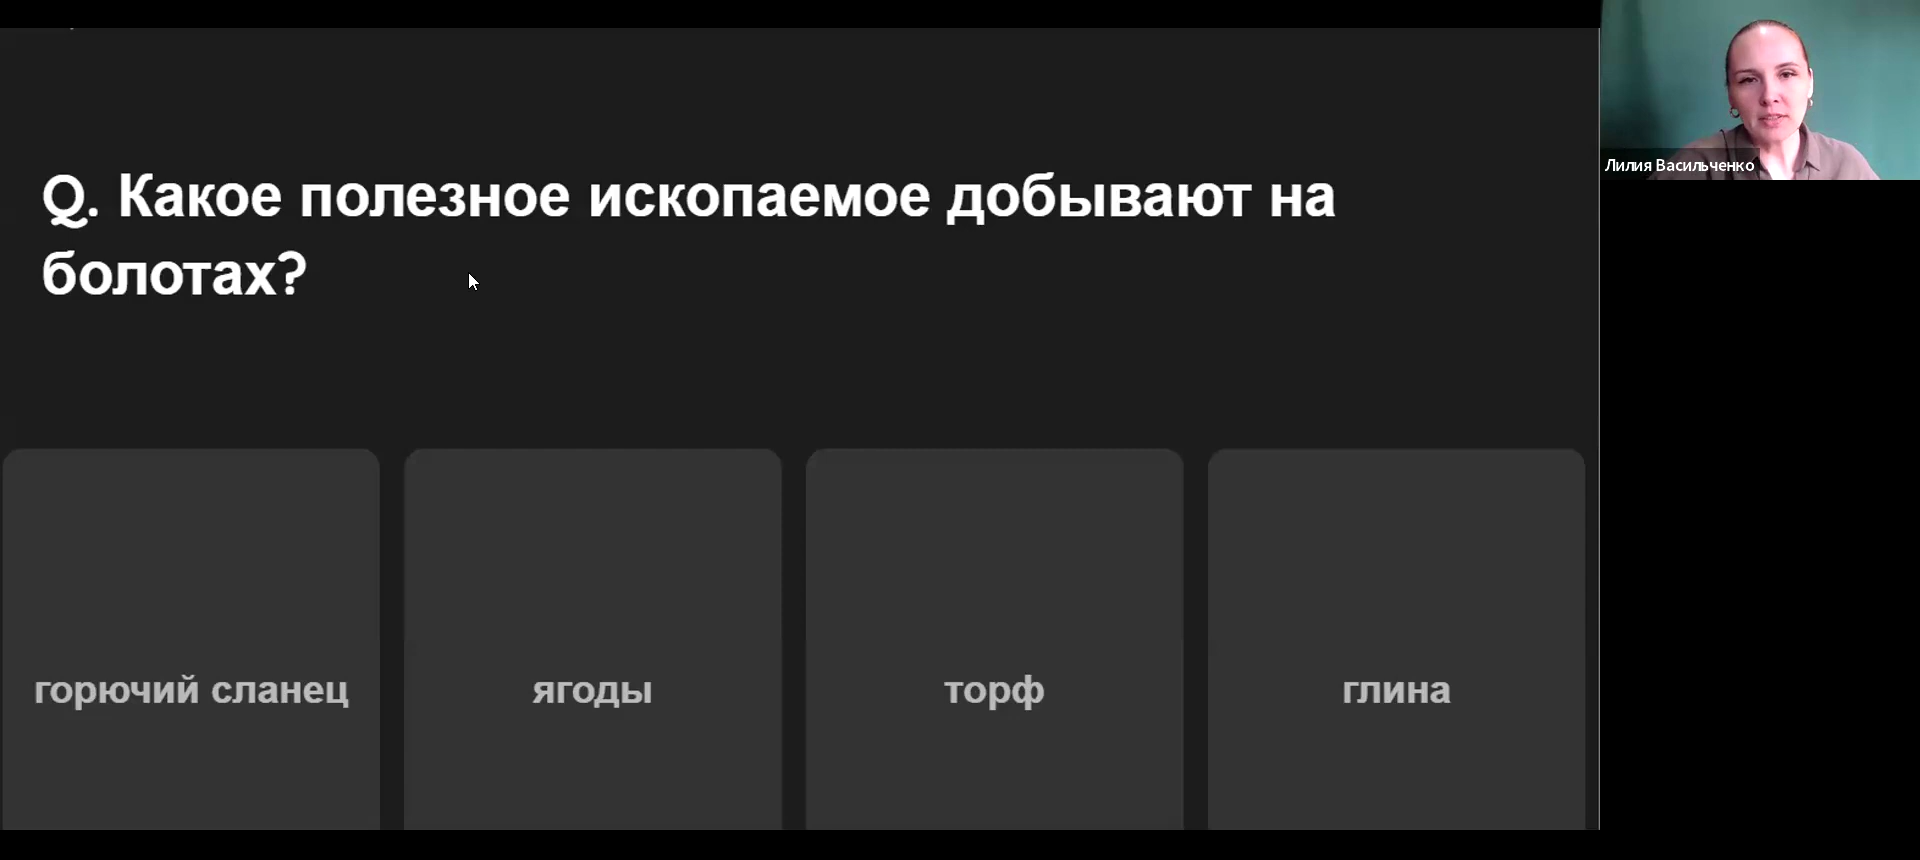 Q. Какое полезное ископаемое добывают на
болотах?
Лилия Васильченко
горючий сланец
ягоды
торф
глина